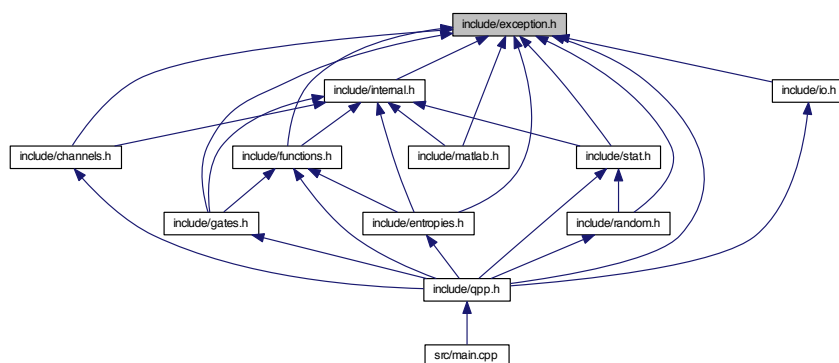 include/exception.h
include/internal.h
include/io.h
include/channels.h
include/functions.h
include/matlab.h
include/stat.h
include/gates.h
include/entropies.h
include/random.h
include/qpp.h
src/main.cpp